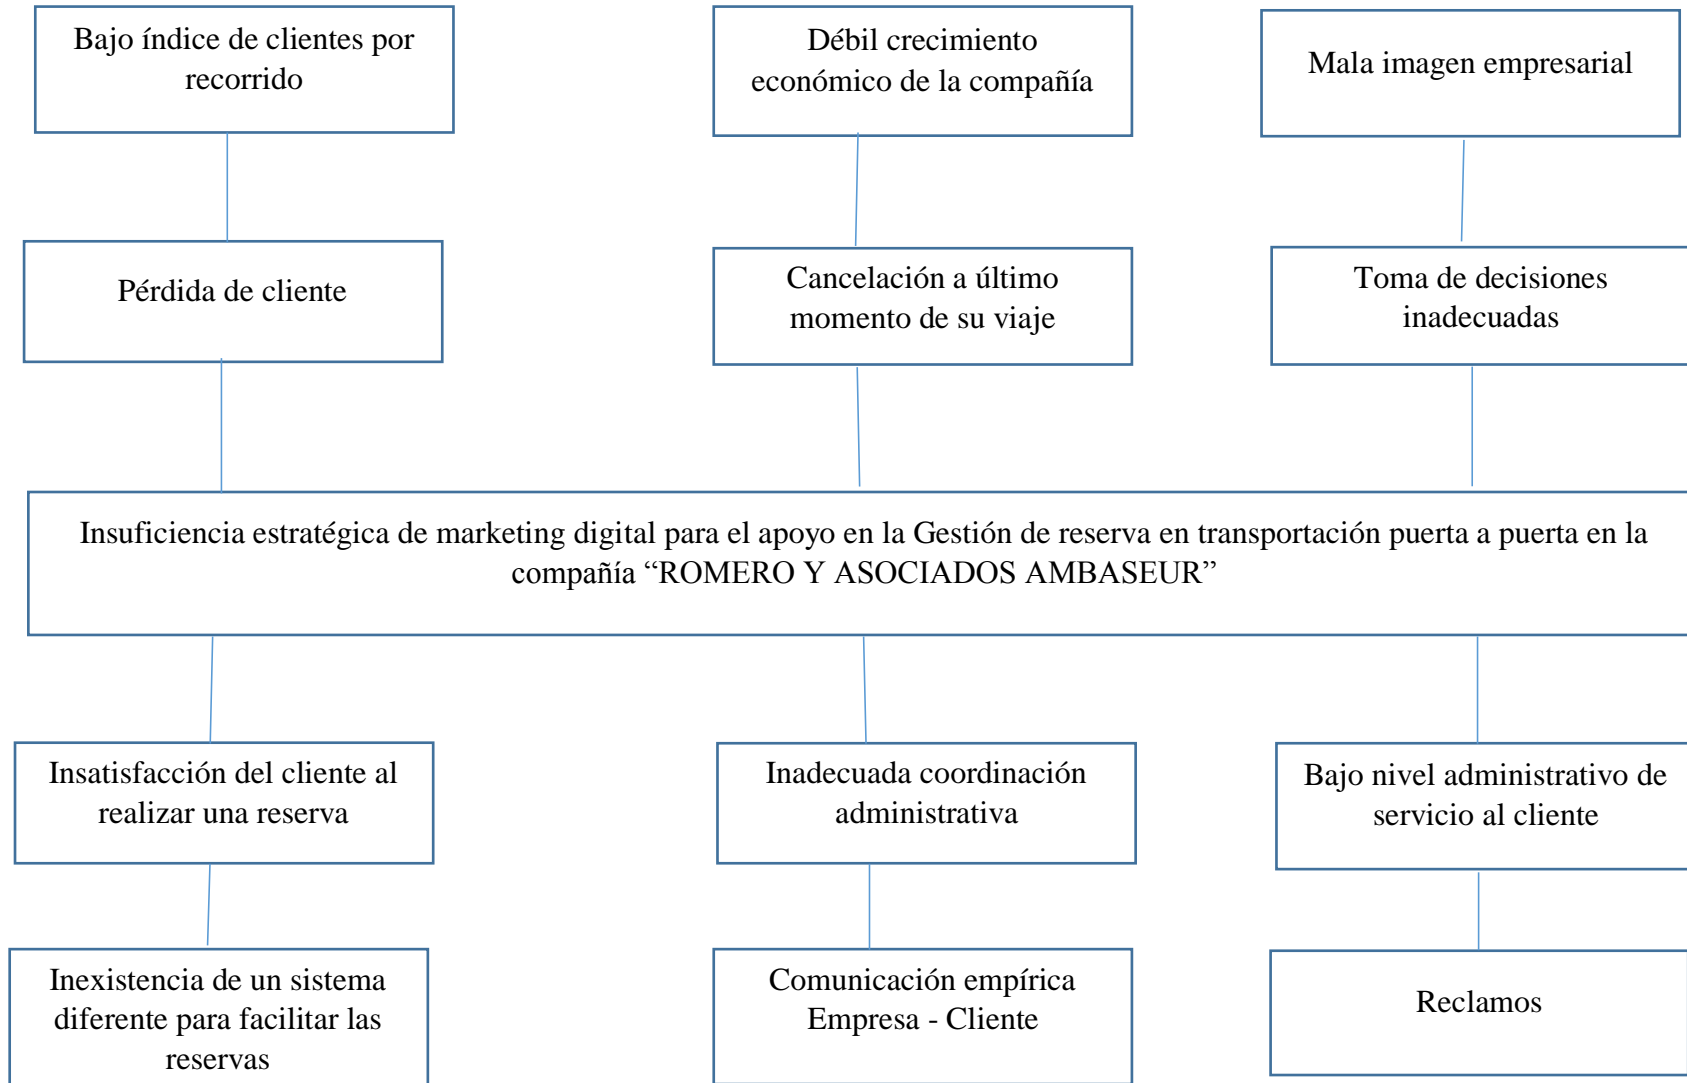 Bajo índice de clientes por
recorrido
Débil crecimiento
económico de la compañía
Mala imagen empresarial
Pérdida de cliente
Cancelación a último
momento de su viaje
Toma de decisiones
inadecuadas
Insuficiencia estratégica de marketing digital para el apoyo en la Gestión de reserva en transportación puerta a puerta en la
compañía “ROMERO Y ASOCIADOS AMBASEUR”
Insatisfacción del cliente al
realizar una reserva
Inadecuada coordinación
administrativa
Bajo nivel administrativo de
servicio al cliente
Inexistencia de un sistema
diferente para facilitar las
reservas
Comunicación empírica
Empresa - Cliente
Reclamos